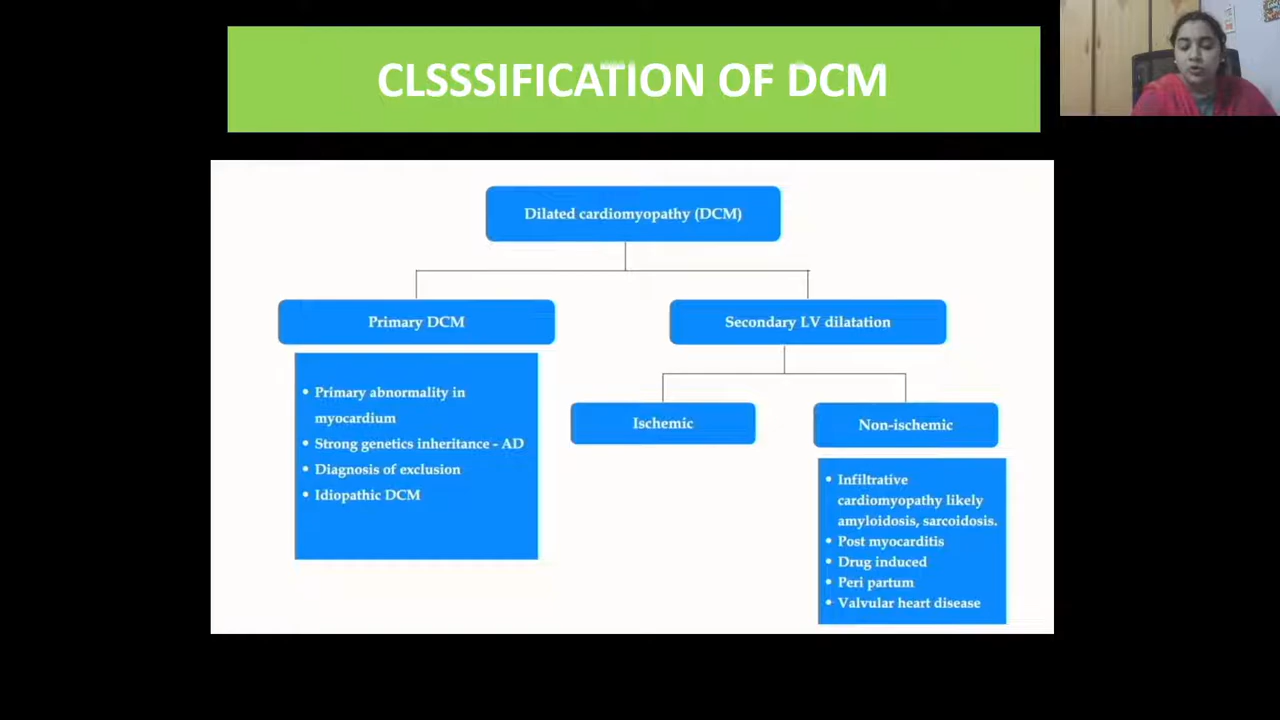 CLSSSIFICATION OF DCM
Dilated cardiomyopathy (DCM)
Primary DCM
• Primary abnormality in
myocardium
• Strong genetics inheritance - AD
• Diagnosis of exclusion
• Idiopathic DCM
Secondary LV dilatation
Ischemic
Non-ischemic
• Infiltrative
cardiomyopathy likely
amyloidosis, sarcoidosis.
• Post myocarditis
• Drug induced
• Peri partum
• Valvular heart disease